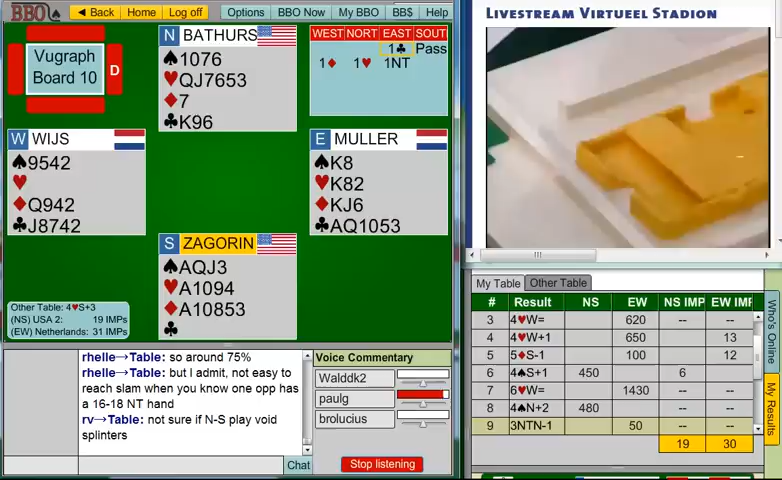 BBO♠ Back Home Log off Options BBO Now My BBO BB$ Help
LIVESTREAM VIRTUEEL STADION
Vugraph
Board 10
D
N BATHURS
♠1076
♥QJ7653
♦7
♣K96
WEST NORT EAST SOUT
1♣ Pass
1♦ 1♥ 1NT
W WIJS
♠9542
♥
♦Q942
♣J8742
E MULLER
♠K8
♥K82
♦KJ6
♣AQ1053
S ZAGORIN
♠AQJ3
♥A1094
♦A10853
♣
Other Table: 4♥S+3
(NS) USA 2: 19 IMPs
(EW) Netherlands: 31 IMPs
rhelle→Table: so around 75%
rhelle→Table: but I admit, not easy to
reach slam when you know one opp has
a 16-18 NT hand
rv→Table: not sure if N-S play void
splinters
Chat
Voice Commentary
Walddk2
paulg
brolucius
Stop listening
My Table Other Table
# Result NS EW NS IMP EW IMP
3 4♥W= 620 -- --
4 4♥W+1 650 -- 13
5 5♦S-1 100 -- 12
6 4♠S+1 450 6 --
7 6♥W= 1430 -- --
8 4♠N+2 480 -- --
9 3NTN-1 50 -- --
19 30
Who's Online
My Results